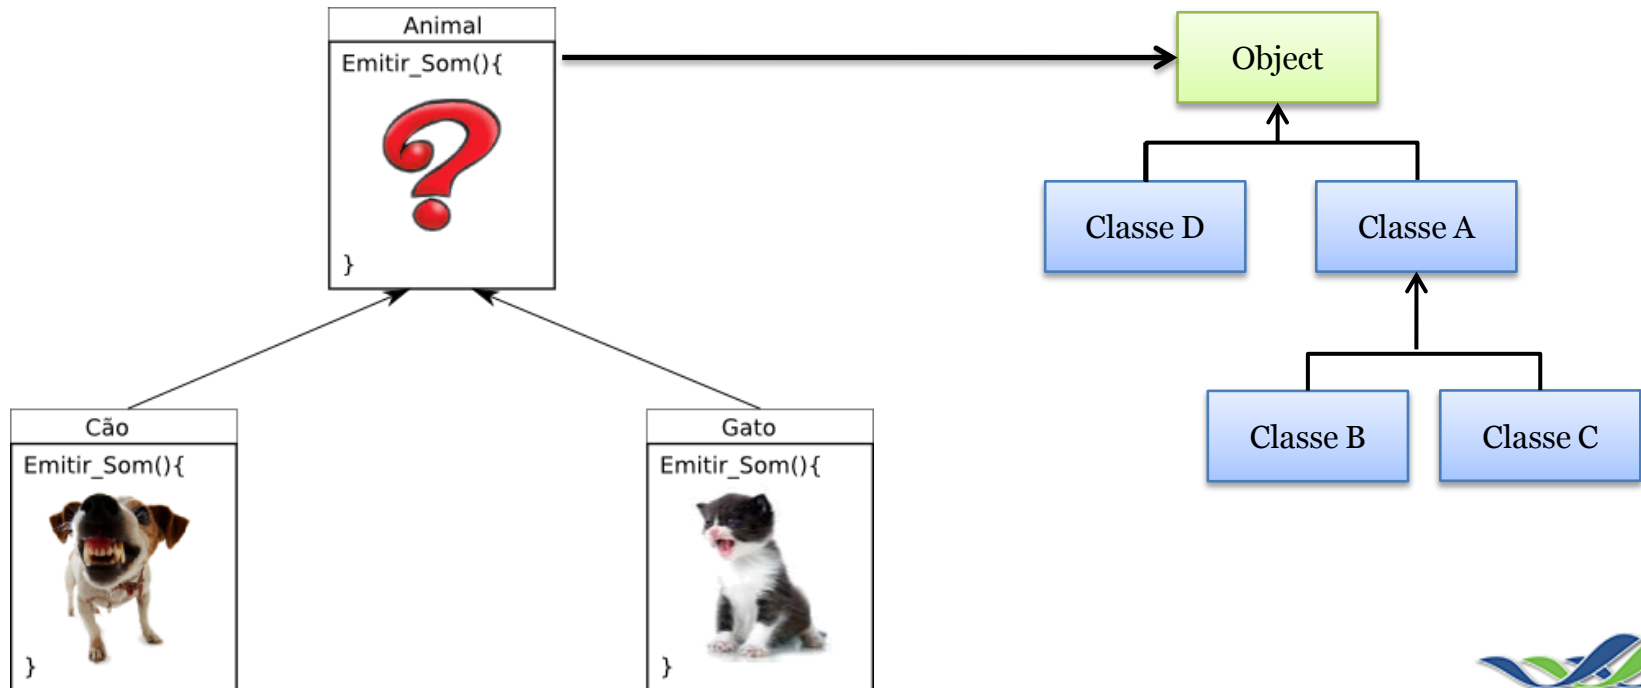 Animal
Emitir_Som(){
}
Cão
Emitir_Som(){
}
Gato
Emitir_Som(){
}
Object
Classe D
Classe A
Classe B
Classe C